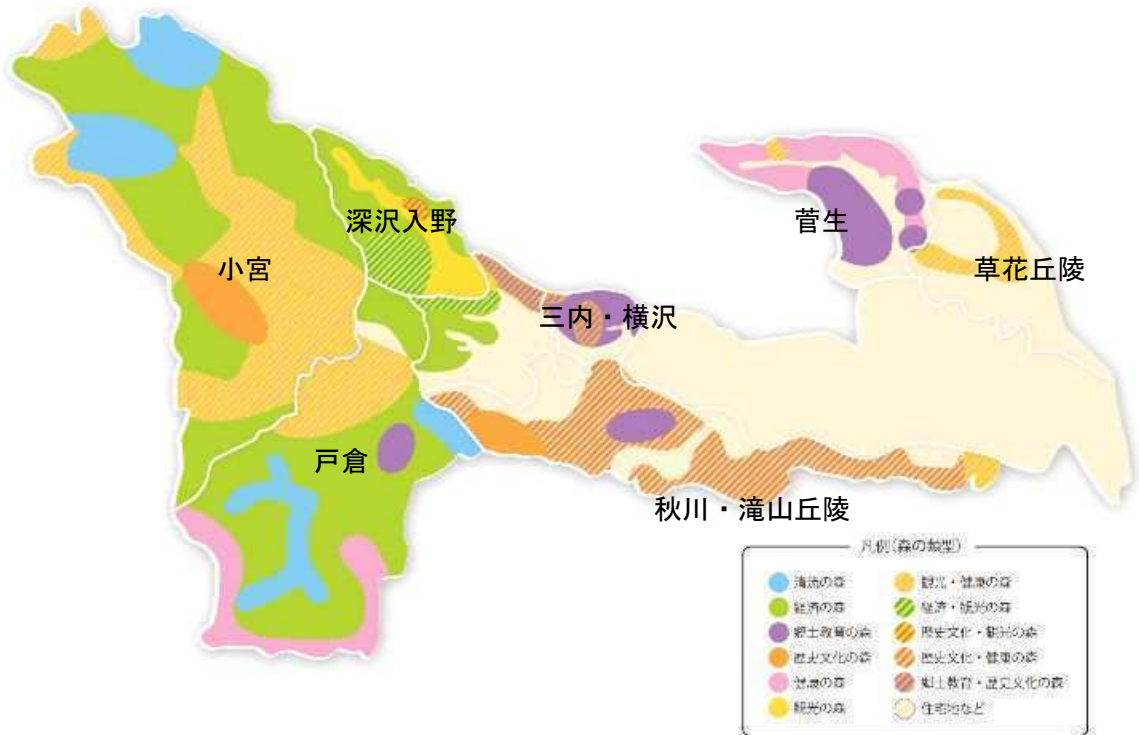 深沢入野
菅生
小宮
草花丘陵
三内・横沢
戸倉
秋川・滝山丘陵
凡例(森の類型)
清流の森
経済の森
郷土教育の森
歴史文化の森
健康の森
観光の森
観光・健康の森
経済・観光の森
歴史文化・観光の森
歴史文化・健康の森
郷土教育・歴史文化の森
住宅地など